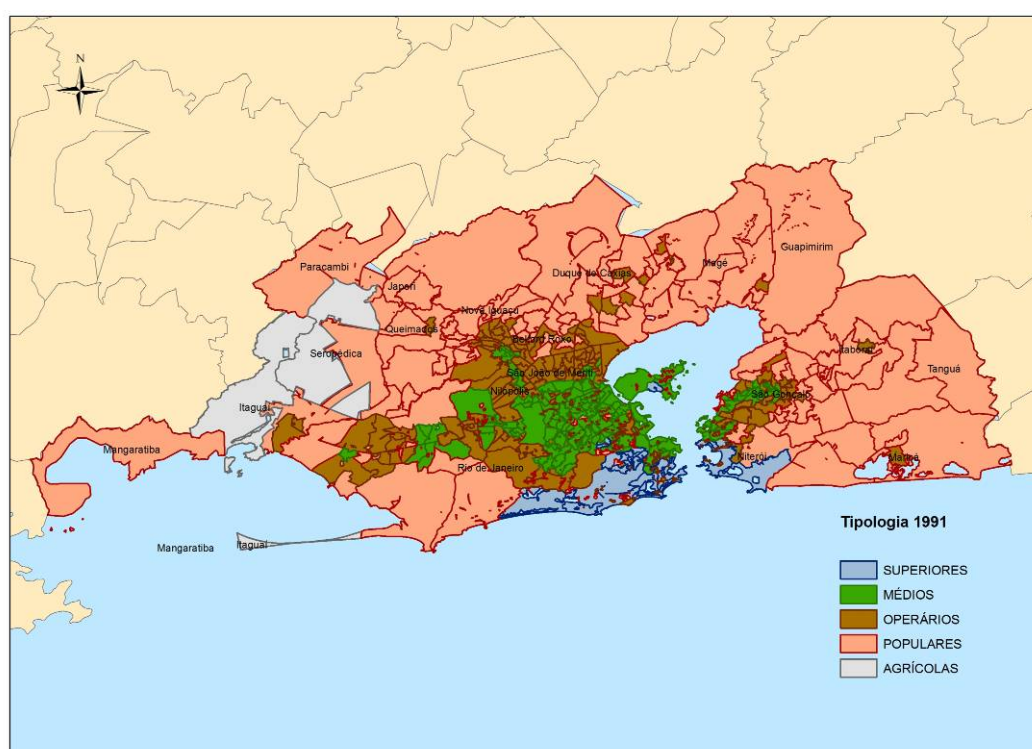 N
Guapimirim
Paracambi
Duque de Caxias
Magé
Japeri
Nova Iguaçu
Queimados
Belford Roxo
Itaboraí
Seropédica
Tanguá
São João de Meriti
Nilópolis
São Gonçalo
Itaguaí
Mangaratiba
Niterói
Maricá
Rio de Janeiro
Tipologia 1991
Itaguaí
Mangaratiba
SUPERIORES
MÉDIOS
OPERÁRIOS
POPULARES
AGRÍCOLAS